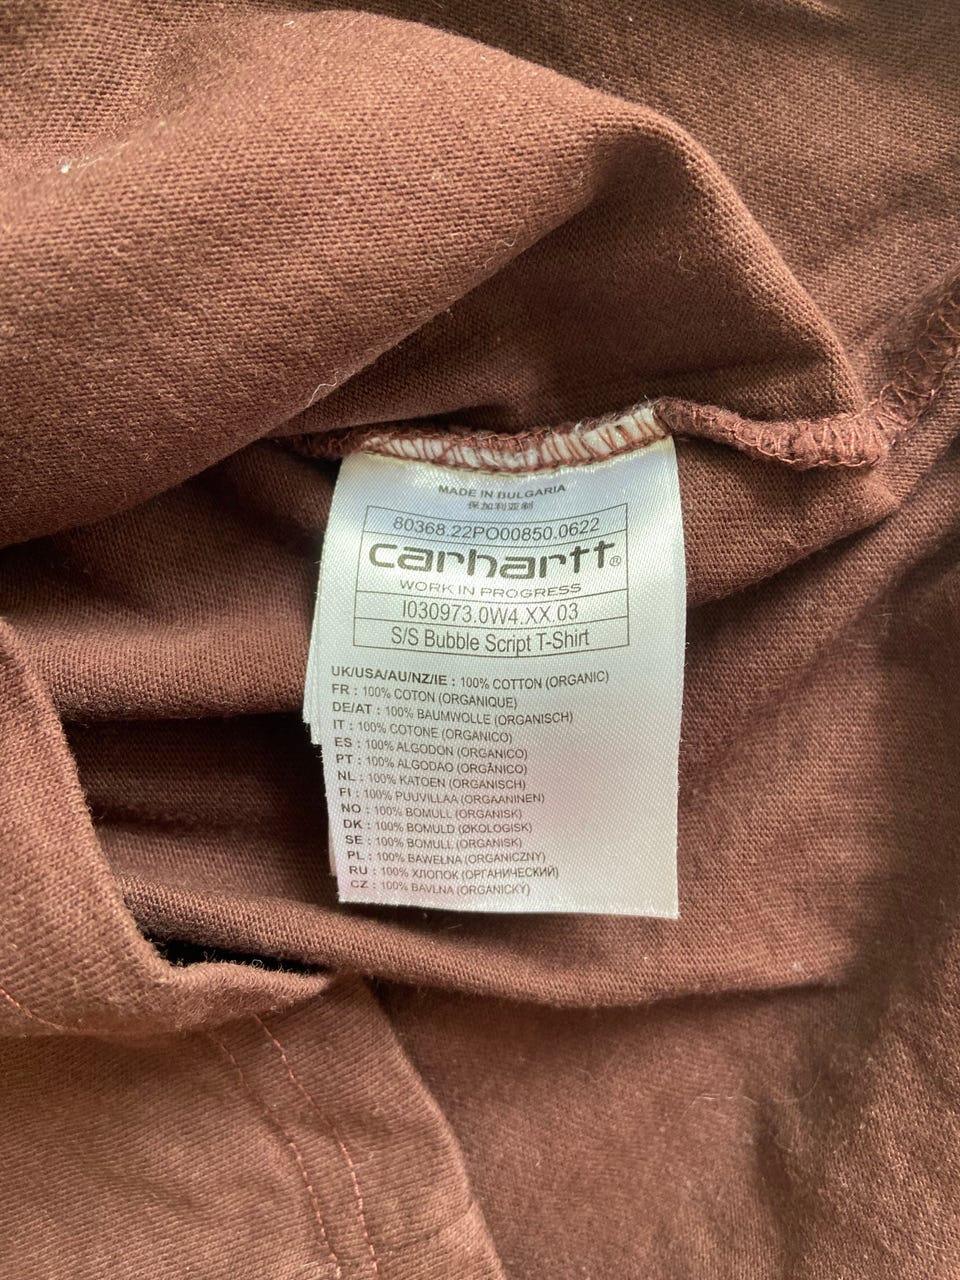 MADE IN BULGARIA
保加利亚制
80368.22PO00850.0622
carhartt®
WORK IN PROGRESS
I030973.0W4.XX.03
S/S Bubble Script T-Shirt
UK/USA/AU/NZ/IE : 100% COTTON (ORGANIC)
FR : 100% COTON (ORGANIQUE)
DE/AT : 100% BAUMWOLLE (ORGANISCH)
IT : 100% COTONE (ORGANICO)
ES : 100% ALGODON (ORGANICO)
PT : 100% ALGODAO (ORGÂNICO)
NL : 100% KATOEN (ORGANISCH)
FI : 100% PUUVILLAA (ORGAANINEN)
NO : 100% BOMULL (ORGANISK)
DK : 100% BOMULD (ØKOLOGISK)
SE : 100% BOMULL (ORGANISK)
PL : 100% BAWEŁNA (ORGANICZNY)
RU : 100% ХЛОПОК (ОРГАНИЧЕСКИЙ)
CZ : 100% BAVLNA (ORGANICKÝ)